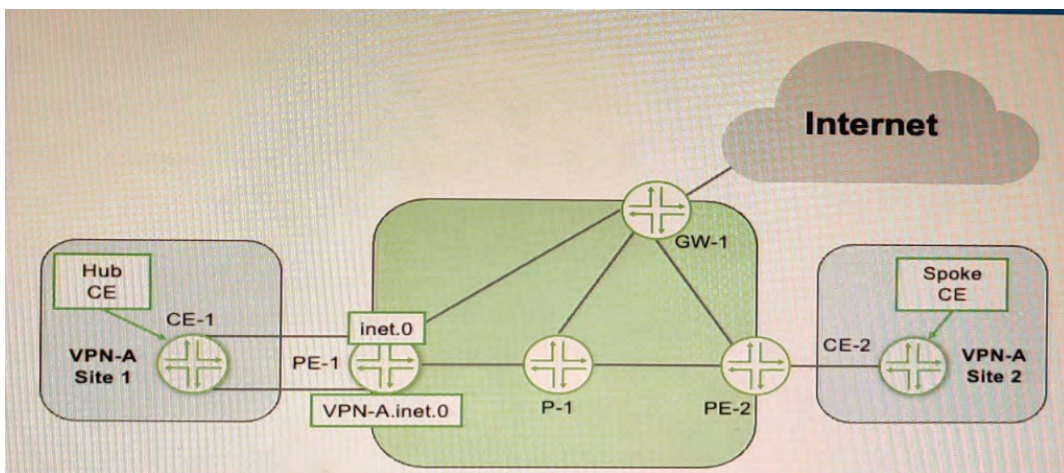 Internet
GW-1
Hub
CE
CE-1
VPN-A
Site 1
PE-1
inet.0
VPN-A.inet.0
P-1
PE-2
CE-2
Spoke
CE
VPN-A
Site 2